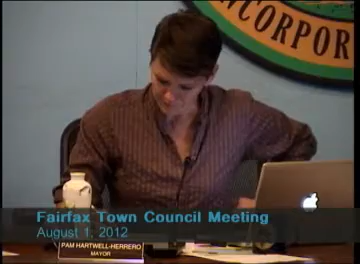 INCORPOR
Fairfax Town Council Meeting
August 1, 2012
PAM HARTWELL-HERRERO
MAYOR